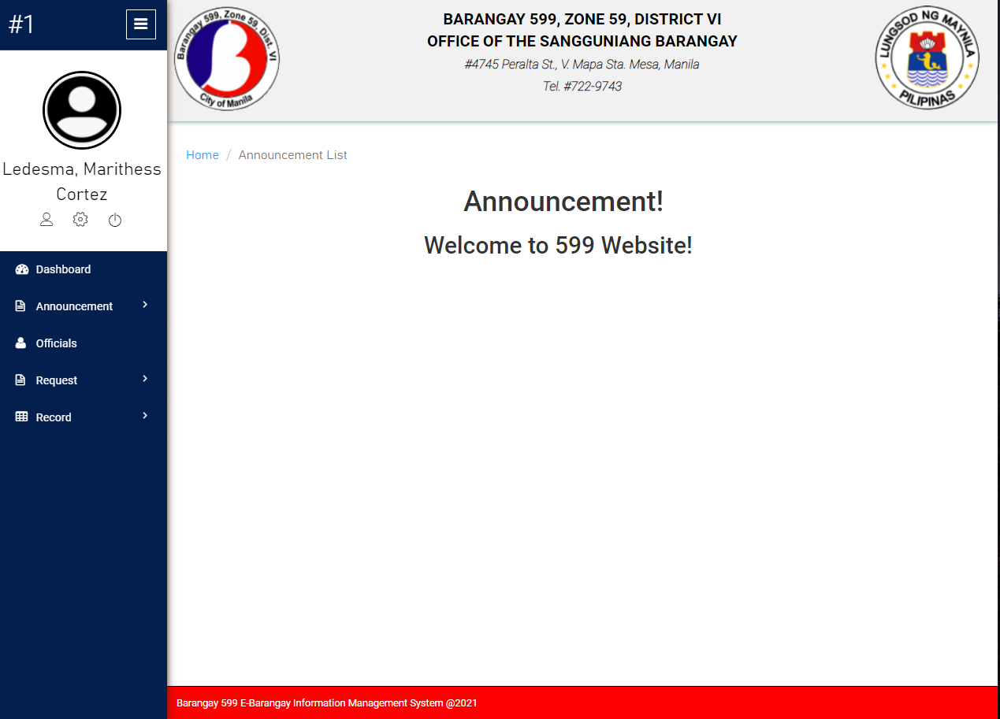 #1
Ledesma, Marithess
Cortez
Dashboard
Announcement
Officials
Request
Record
Barangay 599, Zone 59, Dist. VI
City of Manila
BARANGAY 599, ZONE 59, DISTRICT VI
OFFICE OF THE SANGGUNIANG BARANGAY
#4745 Peralta St., V. Mapa Sta. Mesa, Manila
Tel. #722-9743
LUNGSOD NG MAYNILA
PILIPINAS
Home / Announcement List
Announcement!
Welcome to 599 Website!
Barangay 599 E-Barangay Information Management System @2021